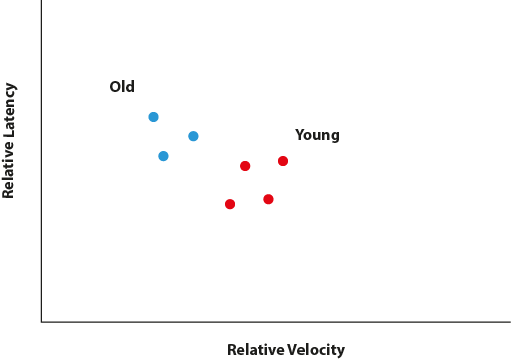 Old
Young
Relative Latency
Relative Velocity